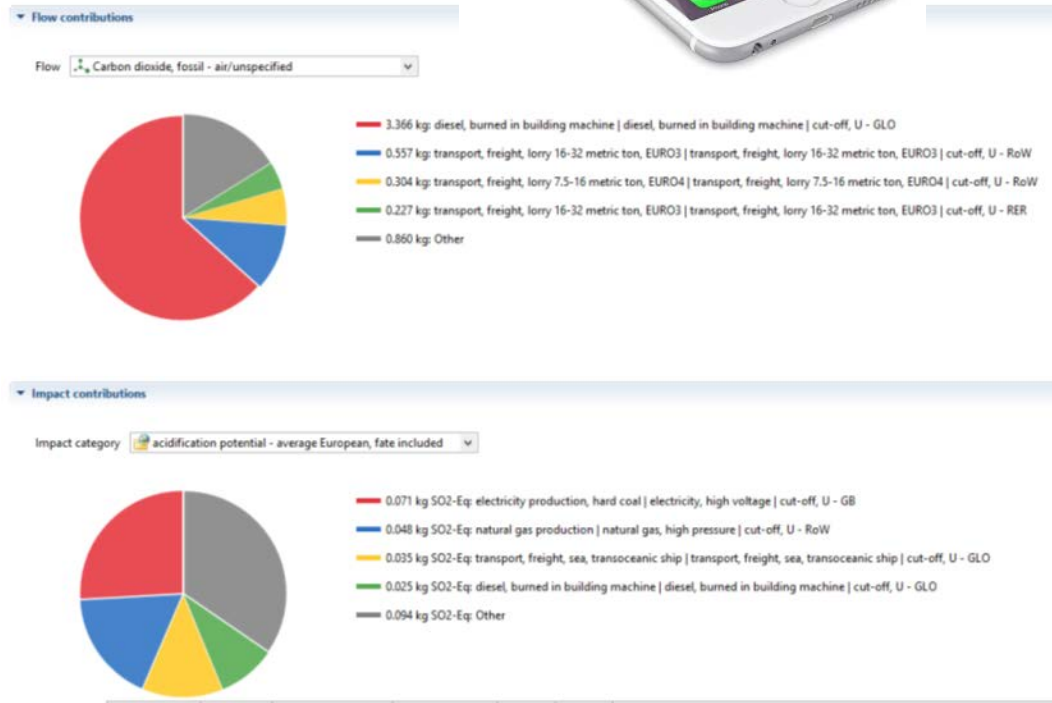 Flow contributions
Flow Carbon dioxide, fossil - air/unspecified
3.366 kg: diesel, burned in building machine | diesel, burned in building machine | cut-off, U - GLO
0.557 kg: transport, freight, lorry 16-32 metric ton, EURO3 | transport, freight, lorry 16-32 metric ton, EURO3 | cut-off, U - RoW
0.304 kg: transport, freight, lorry 7.5-16 metric ton, EURO4 | transport, freight, lorry 7.5-16 metric ton, EURO4 | cut-off, U - RoW
0.227 kg: transport, freight, lorry 16-32 metric ton, EURO3 | transport, freight, lorry 16-32 metric ton, EURO3 | cut-off, U - RER
0.860 kg: Other
Impact contributions
Impact category acidification potential - average European, fate included
0.071 kg SO2-Eq: electricity production, hard coal | electricity, high voltage | cut-off, U - GB
0.048 kg SO2-Eq: natural gas production | natural gas, high pressure | cut-off, U - RoW
0.035 kg SO2-Eq: transport, freight, sea, transoceanic ship | transport, freight, sea, transoceanic ship | cut-off, U - GLO
0.025 kg SO2-Eq: diesel, burned in building machine | diesel, burned in building machine | cut-off, U - GLO
0.094 kg SO2-Eq: Other